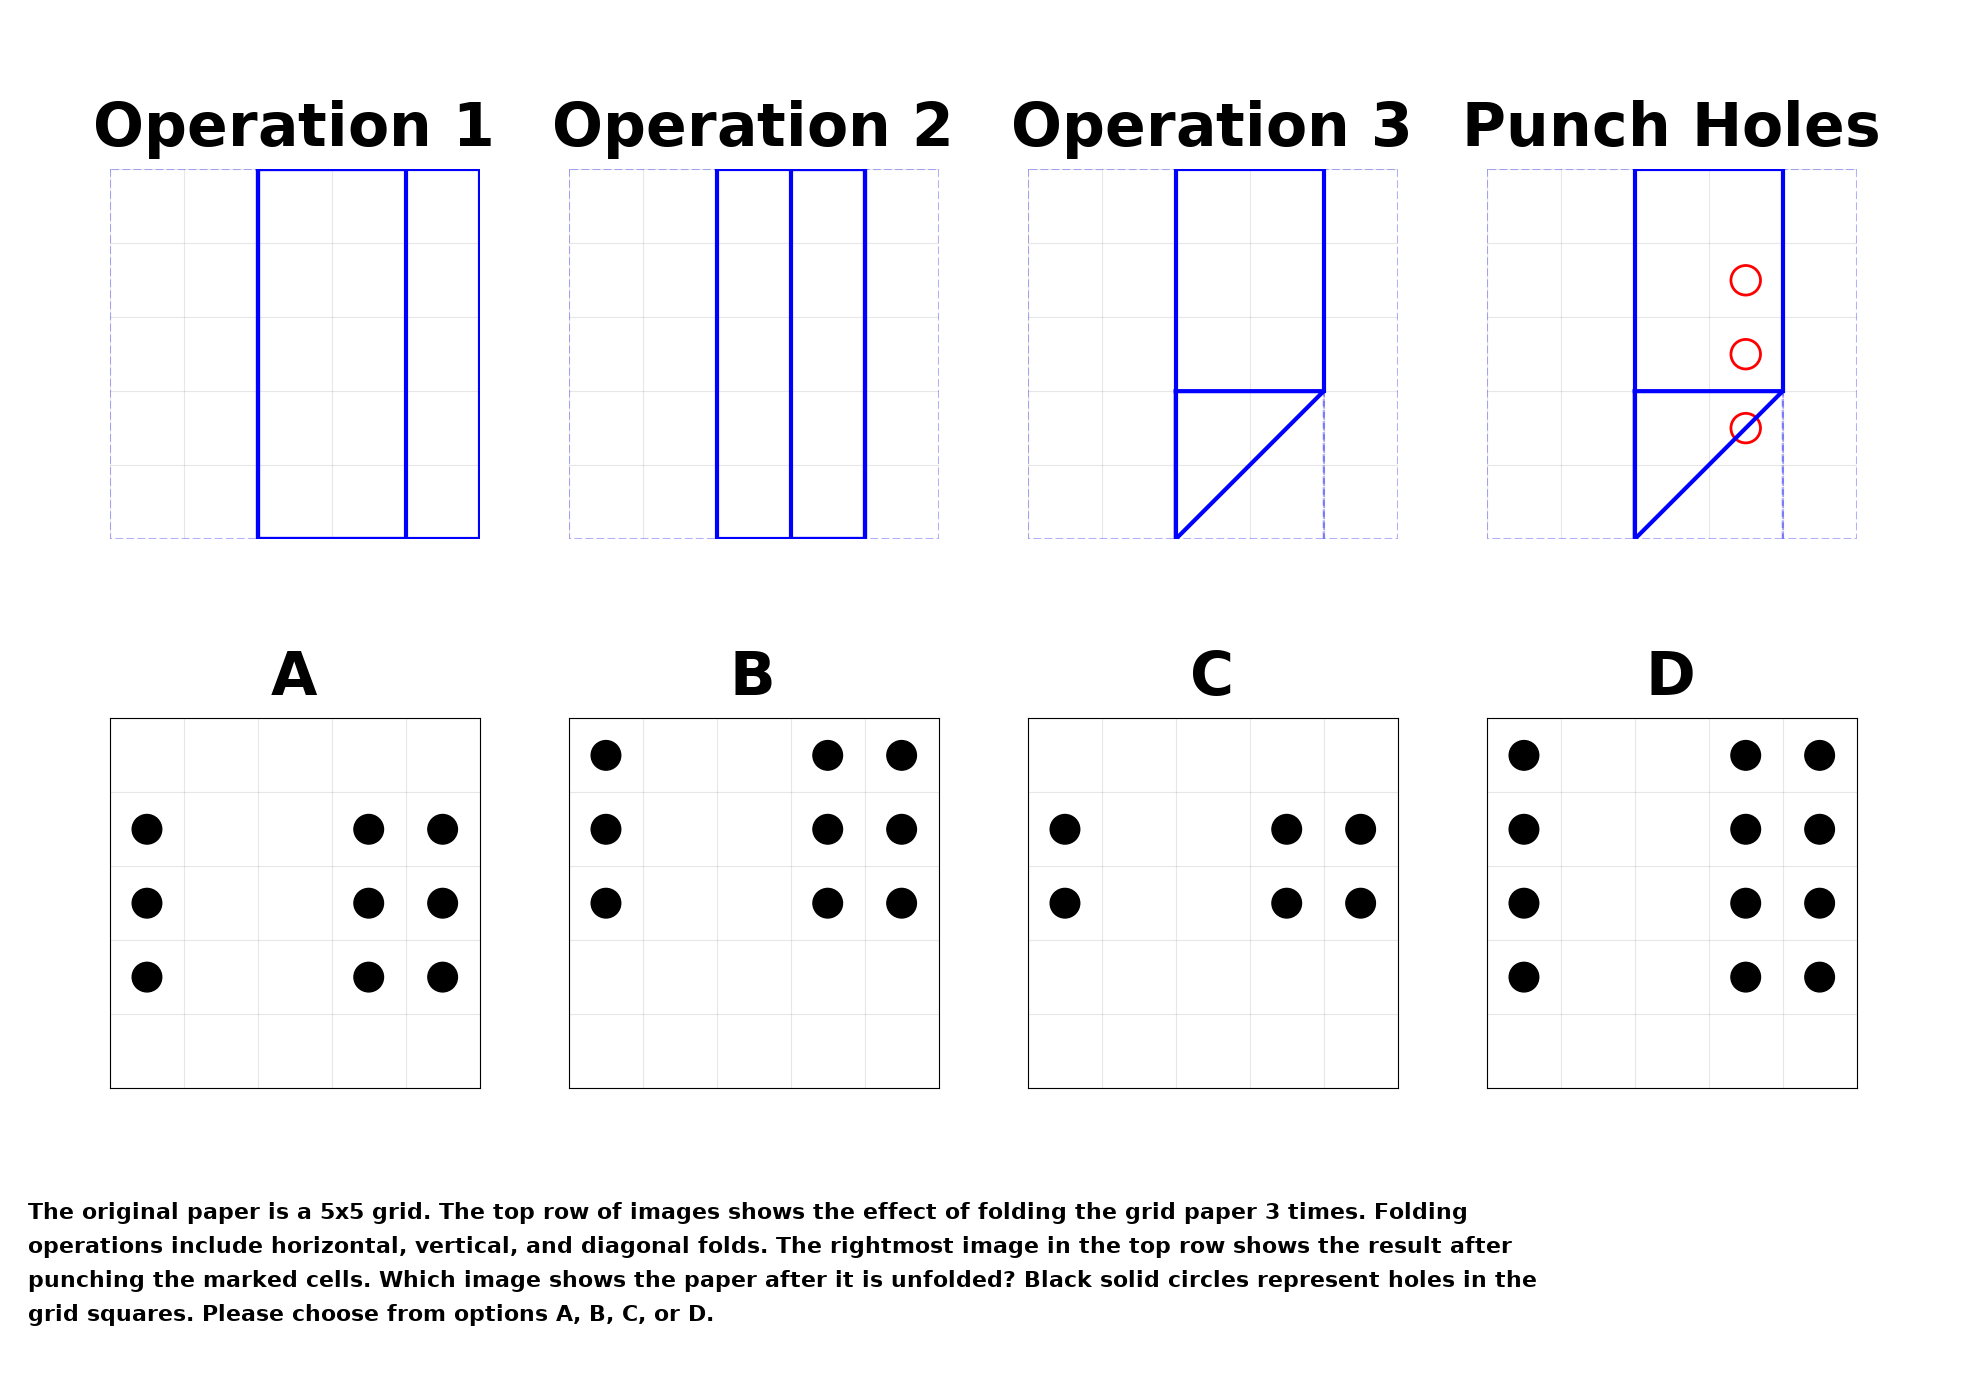 Operation 1 Operation 2 Operation 3 Punch Holes
A B C D
The original paper is a 5x5 grid. The top row of images shows the effect of folding the grid paper 3 times. Folding
operations include horizontal, vertical, and diagonal folds. The rightmost image in the top row shows the result after
punching the marked cells. Which image shows the paper after it is unfolded? Black solid circles represent holes in the
grid squares. Please choose from options A, B, C, or D.